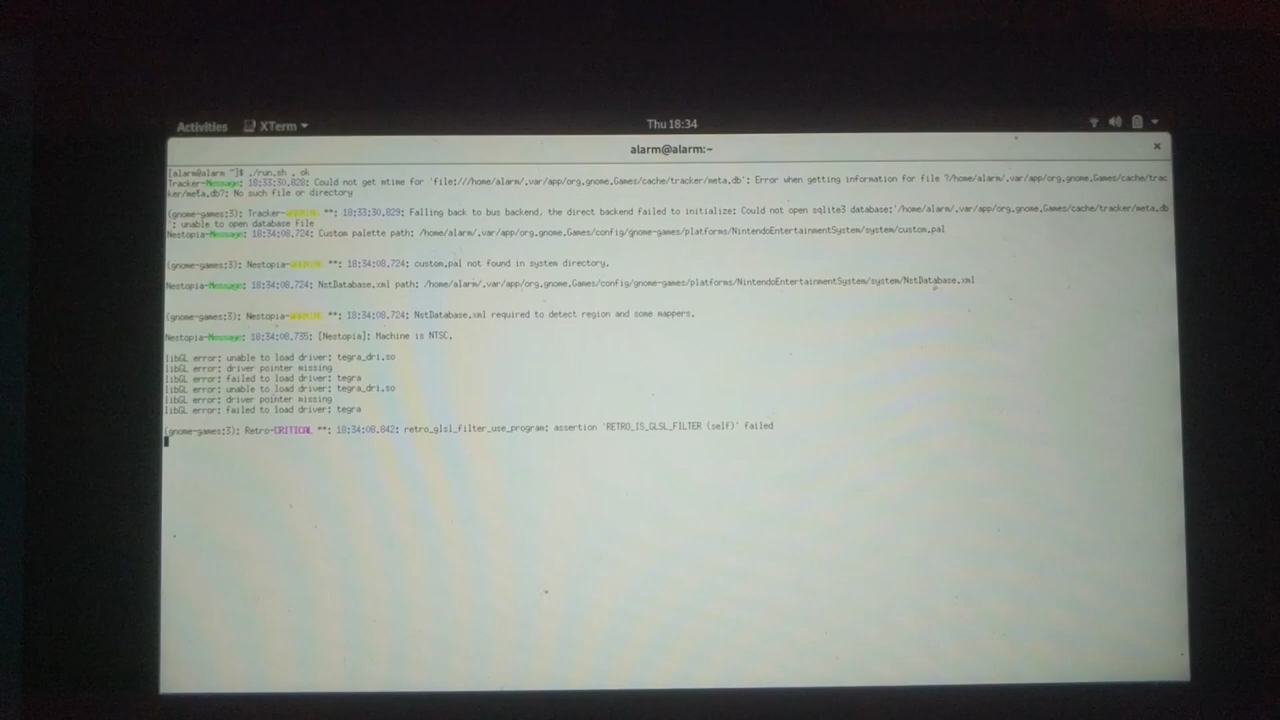 Activities XTerm Thu 18:34
alarm@alarm:~ ×
[alarm@alarm ~]$ ./run.sh . ok
Tracker-Message: 18:33:30.828: Could not get mtime for 'file:///home/alarm/.var/app/org.gnome.Games/cache/tracker/meta.db': Error when getting information for file ?/home/alarm/.var/app/org.gnome.Games/cache/trac
ker/meta.db?: No such file or directory
(gnome-games:3): Tracker-WARNING **: 18:33:30.829: Falling back to bus backend, the direct backend failed to initialize: Could not open sqlite3 database:'/home/alarm/.var/app/org.gnome.Games/cache/tracker/meta.db
': unable to open database file
Nestopia-Message: 18:34:08.724: Custom palette path: /home/alarm/.var/app/org.gnome.Games/config/gnome-games/platforms/NintendoEntertainmentSystem/system/custom.pal
(gnome-games:3): Nestopia-WARNING **: 18:34:08.724: custom.pal not found in system directory.
Nestopia-Message: 18:34:08.724: NstDatabase.xml path: /home/alarm/.var/app/org.gnome.Games/config/gnome-games/platforms/NintendoEntertainmentSystem/system/NstDatabase.xml
(gnome-games:3): Nestopia-WARNING **: 18:34:08.724: NstDatabase.xml required to detect region and some mappers.
Nestopia-Message: 18:34:08.735: [Nestopia]: Machine is NTSC.
libGL error: unable to load driver: tegra_dri.so
libGL error: driver pointer missing
libGL error: failed to load driver: tegra
libGL error: unable to load driver: tegra_dri.so
libGL error: driver pointer missing
libGL error: failed to load driver: tegra
(gnome-games:3): Retro-CRITICAL **: 18:34:08.842: retro_glsl_filter_use_program: assertion 'RETRO_IS_GLSL_FILTER (self)' failed